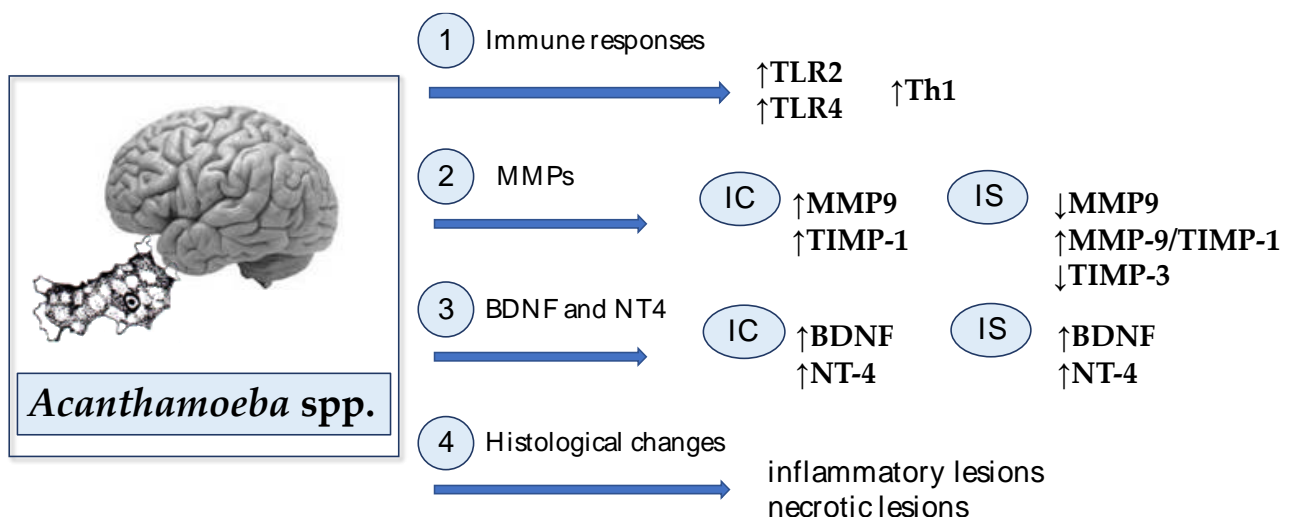 1 Immune responses
↑TLR2
↑TLR4
↑Th1
2 MMPs
IC
↑MMP9
↑TIMP-1
IS
↓MMP9
↑MMP-9/TIMP-1
↓TIMP-3
3 BDNF and NT4
IC
↑BDNF
↑NT-4
IS
↑BDNF
↑NT-4
Acanthamoeba spp.
4 Histological changes
inflammatory lesions
necrotic lesions